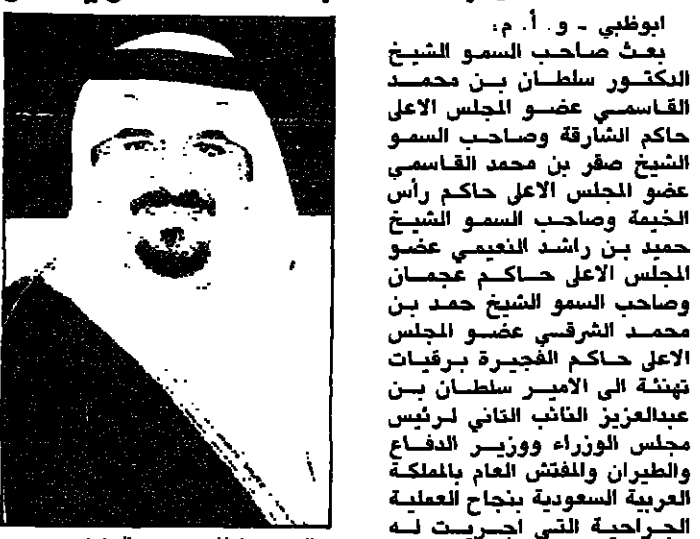 ابوظبي - و. أ. م:
بعث صاحب السمو الشيخ
الدكتور سلطان بن محمد
القاسمي عضو المجلس الاعلى
حاكم الشارقة وصاحب السمو
الشيخ صقر بن محمد القاسمي
عضو المجلس الاعلى حاكم رأس
الخيمة وصاحب السمو الشيخ
حميد بن راشد النعيمي عضو
المجلس الاعلى حاكم عجمان
وصاحب السمو الشيخ حمد بن
محمد الشرقي عضو المجلس
الاعلى حاكم الفجيرة برقيات
تهنئة الى الامير سلطان بن
عبدالعزيز النائب الثاني لرئيس
مجلس الوزراء ووزير الدفاع
والطيران والمفتش العام بالمملكة
العربية السعودية بنجاح العملية
الجراحية التي اجريت له